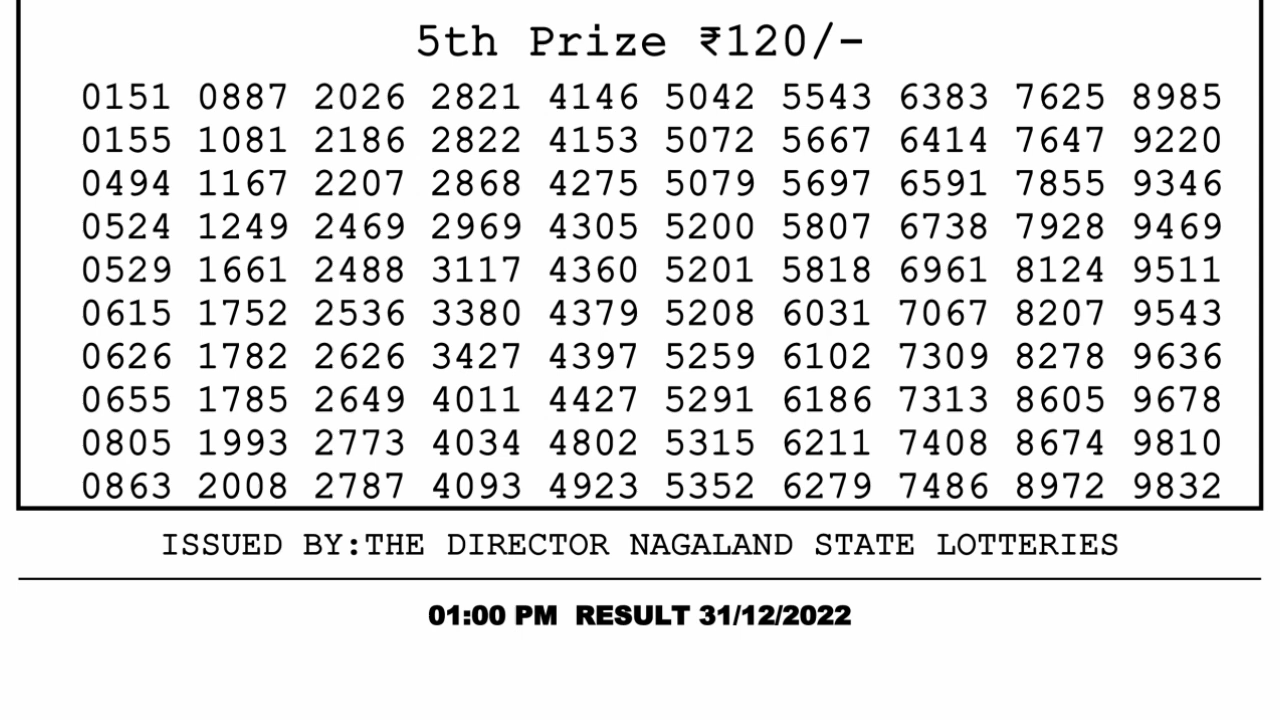 5th Prize ₹120/-
0151 0887 2026 2821 4146 5042 5543 6383 7625 8985
0155 1081 2186 2822 4153 5072 5667 6414 7647 9220
0494 1167 2207 2868 4275 5079 5697 6591 7855 9346
0524 1249 2469 2969 4305 5200 5807 6738 7928 9469
0529 1661 2488 3117 4360 5201 5818 6961 8124 9511
0615 1752 2536 3380 4379 5208 6031 7067 8207 9543
0626 1782 2626 3427 4397 5259 6102 7309 8278 9636
0655 1785 2649 4011 4427 5291 6186 7313 8605 9678
0805 1993 2773 4034 4802 5315 6211 7408 8674 9810
0863 2008 2787 4093 4923 5352 6279 7486 8972 9832
ISSUED BY:THE DIRECTOR NAGALAND STATE LOTTERIES
01:00 PM RESULT 31/12/2022